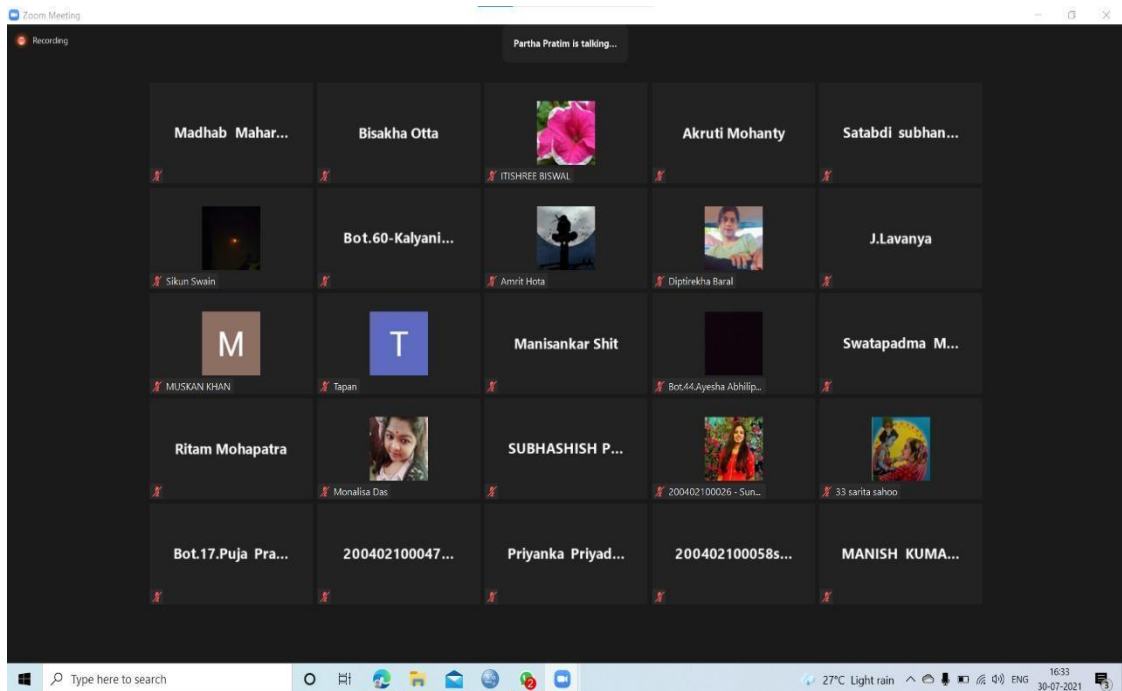 Zoom Meeting
Recording
Partha Pratim is talking...
Madhab Mahar...
Bisakha Otta
ITISHREE BISWAL
Akruti Mohanty
Satabdi subhan...
Sikun Swain
Bot.60-Kalyani...
Amrit Hota
Diptirekha Baral
J.Lavanya
M
MUSKAN KHAN
T
Tapan
Manisankar Shit
Bot.44.Ayesha Abhilip...
Swatapadma M...
Ritam Mohapatra
Monalisa Das
SUBHASHISH P...
200402100026 - Sun...
33 sarita sahoo
Bot.17.Puja Pra...
200402100047...
Priyanka Priyad...
200402100058s...
MANISH KUMA...
Type here to search
2
27°C Light rain
ENG
16:33
30-07-2021
3